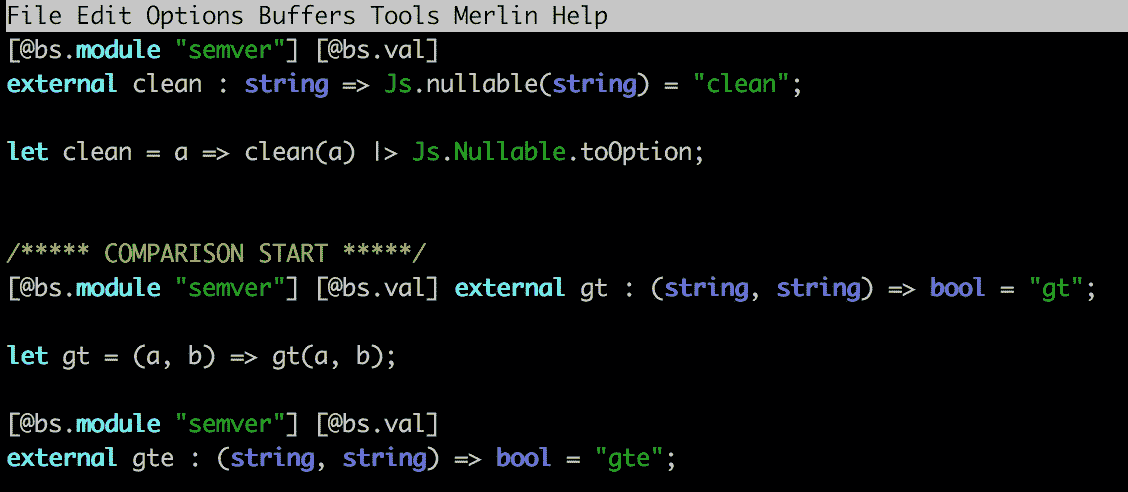 File Edit Options Buffers Tools Merlin Help
[@bs.module "semver"] [@bs.val]
external clean : string => Js.nullable(string) = "clean";
let clean = a => clean(a) |> Js.Nullable.toOption;
/***** COMPARISON START *****/
[@bs.module "semver"] [@bs.val] external gt : (string, string) => bool = "gt";
let gt = (a, b) => gt(a, b);
[@bs.module "semver"] [@bs.val]
external gte : (string, string) => bool = "gte";